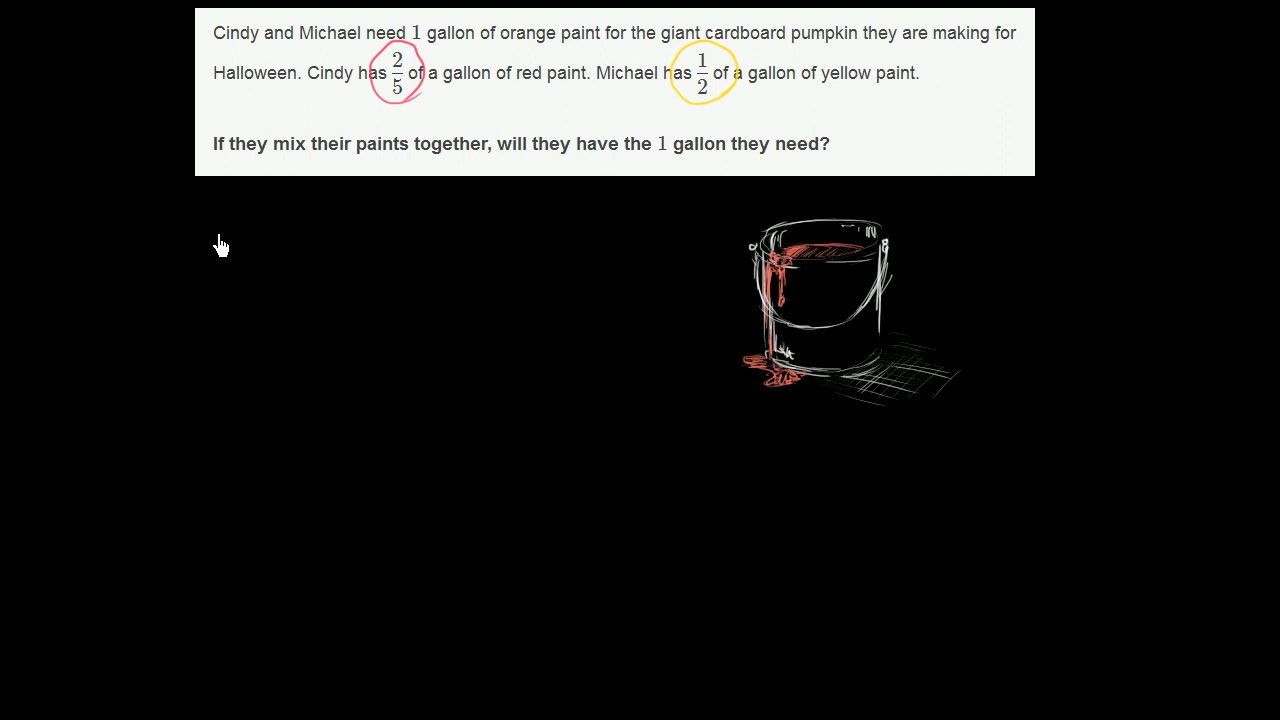 Cindy and Michael need 1 gallon of orange paint for the giant cardboard pumpkin they are making for
Halloween. Cindy has 2/5 of a gallon of red paint. Michael has 1/2 of a gallon of yellow paint.
If they mix their paints together, will they have the 1 gallon they need?